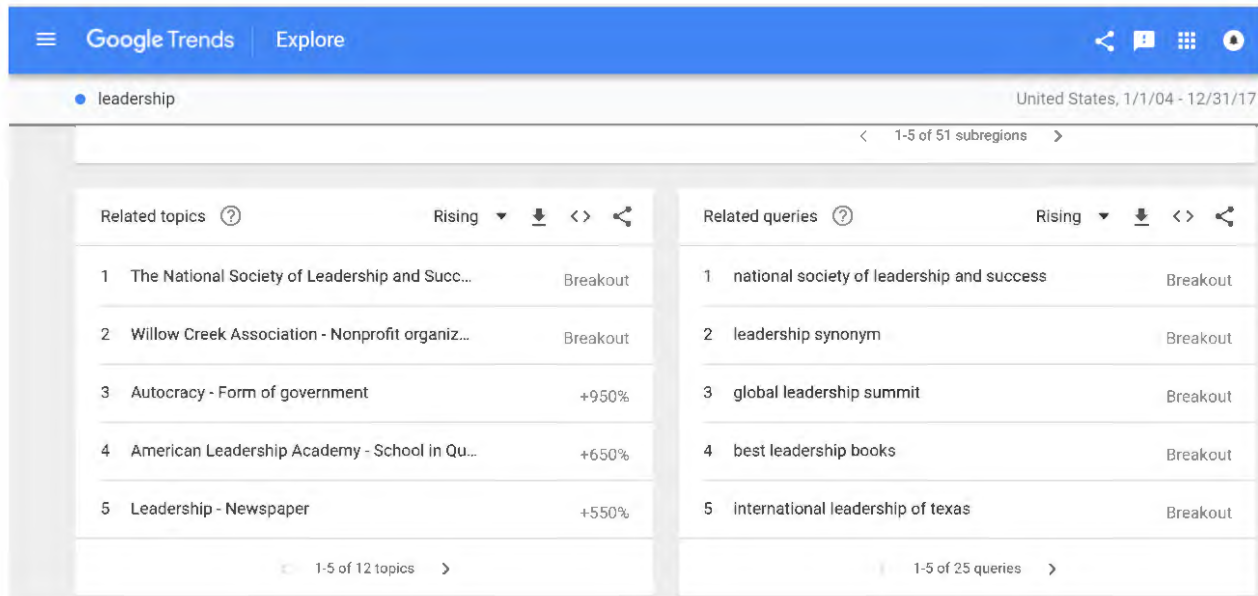 Google Trends Explore
leadership United States, 1/1/04 - 12/31/17
1-5 of 51 subregions
Related topics Rising
1 The National Society of Leadership and Succ... Breakout
2 Willow Creek Association - Nonprofit organiz... Breakout
3 Autocracy - Form of government +950%
4 American Leadership Academy - School in Qu... +650%
5 Leadership - Newspaper +550%
1-5 of 12 topics
Related queries Rising
1 national society of leadership and success Breakout
2 leadership synonym Breakout
3 global leadership summit Breakout
4 best leadership books Breakout
5 international leadership of texas Breakout
1-5 of 25 queries